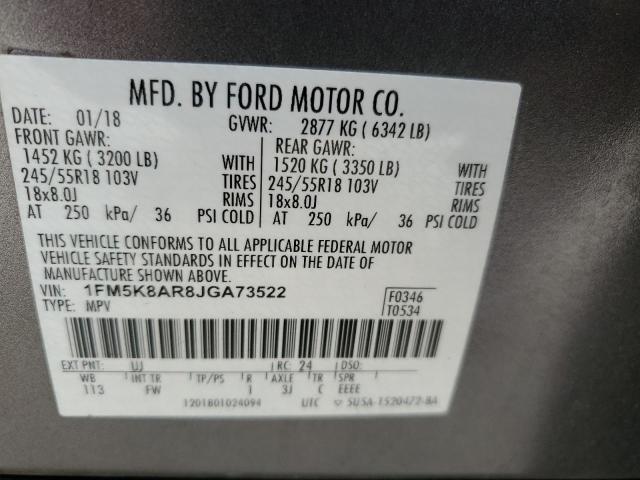 MFD. BY FORD MOTOR CO.
DATE: 01/18 GVWR: 2877 KG ( 6342 LB)
FRONT GAWR: REAR GAWR:
1452 KG ( 3200 LB) WITH 1520 KG ( 3350 LB) WITH
245/55R18 103V TIRES 245/55R18 103V TIRES
18x8.0J RIMS 18x8.0J RIMS
AT 250 kPa/ 36 PSI COLD AT 250 kPa/ 36 PSI COLD
THIS VEHICLE CONFORMS TO ALL APPLICABLE FEDERAL MOTOR
VEHICLE SAFETY STANDARDS IN EFFECT ON THE DATE OF
MANUFACTURE SHOWN ABOVE.
VIN: 1FM5K8AR8JGA73522 F0346
TYPE: MPV T0534
EXT PNT: UJ RC: 24 DSO:
WB INT TR TP/PS R AXLE TR SPR
113 FW I 3J C EEEE
1201801024094 UTC 5USA-1520472-BA